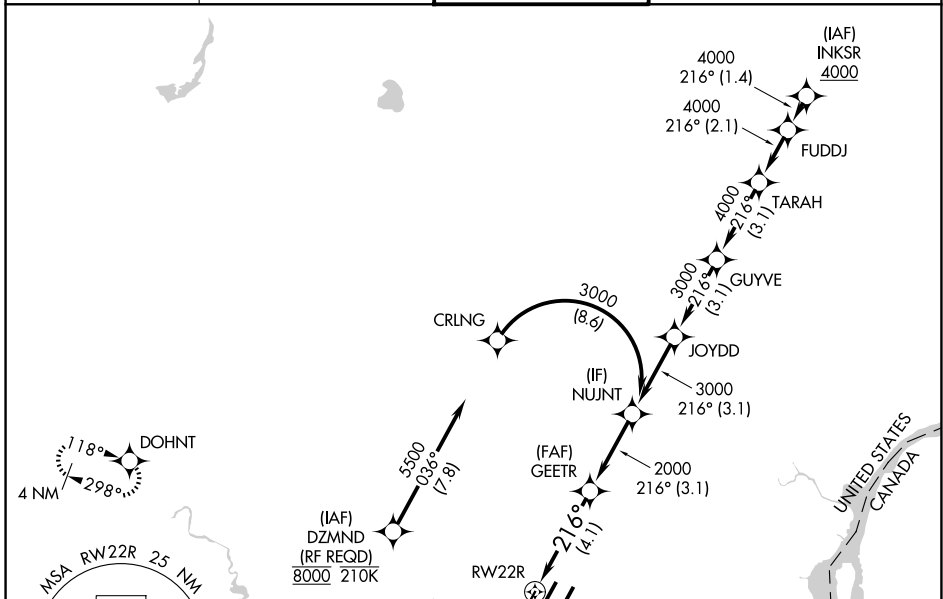 (IAF)
INKSR
4000
4000
216° (1.4)
4000
216° (2.1)
FUDDJ
TARAH
4000
216°
(3.1)
GUYVE
3000
216°
(3.1)
JOYDD
3000
(8.6)
CRLNG
(IF)
NUJNT
3000
216° (3.1)
(FAF)
GEETR
2000
216° (3.1)
UNITED STATES
CANADA
118°
DOHNT
298°
4 NM
5500
036°
(7.8)
(IAF)
DZMND
(RF REQD)
8000 210K
216°
(4.1)
RW22R
MSA RW22R 25 NM